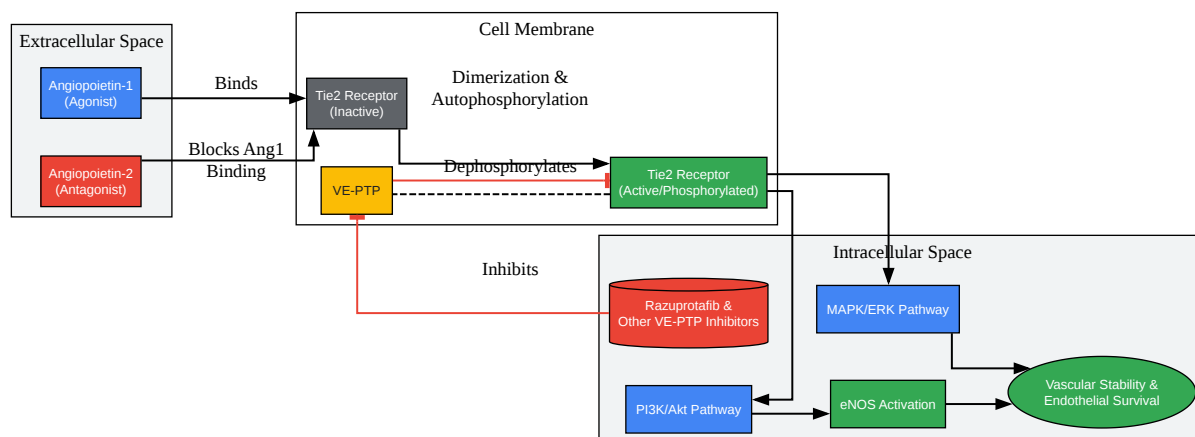 Extracellular Space
Angiopoietin-1
(Agonist)
Angiopoietin-2
(Antagonist)
Binds
Blocks Ang1
Binding
Cell Membrane
Tie2 Receptor
(Inactive)
Dimerization &
Autophosphorylation
Dephosphorylates
VE-PTP
Tie2 Receptor
(Active/Phosphorylated)
Inhibits
Intracellular Space
Razuprotafib &
Other VE-PTP Inhibitors
MAPK/ERK Pathway
PI3K/Akt Pathway
eNOS Activation
Vascular Stability &
Endothelial Survival